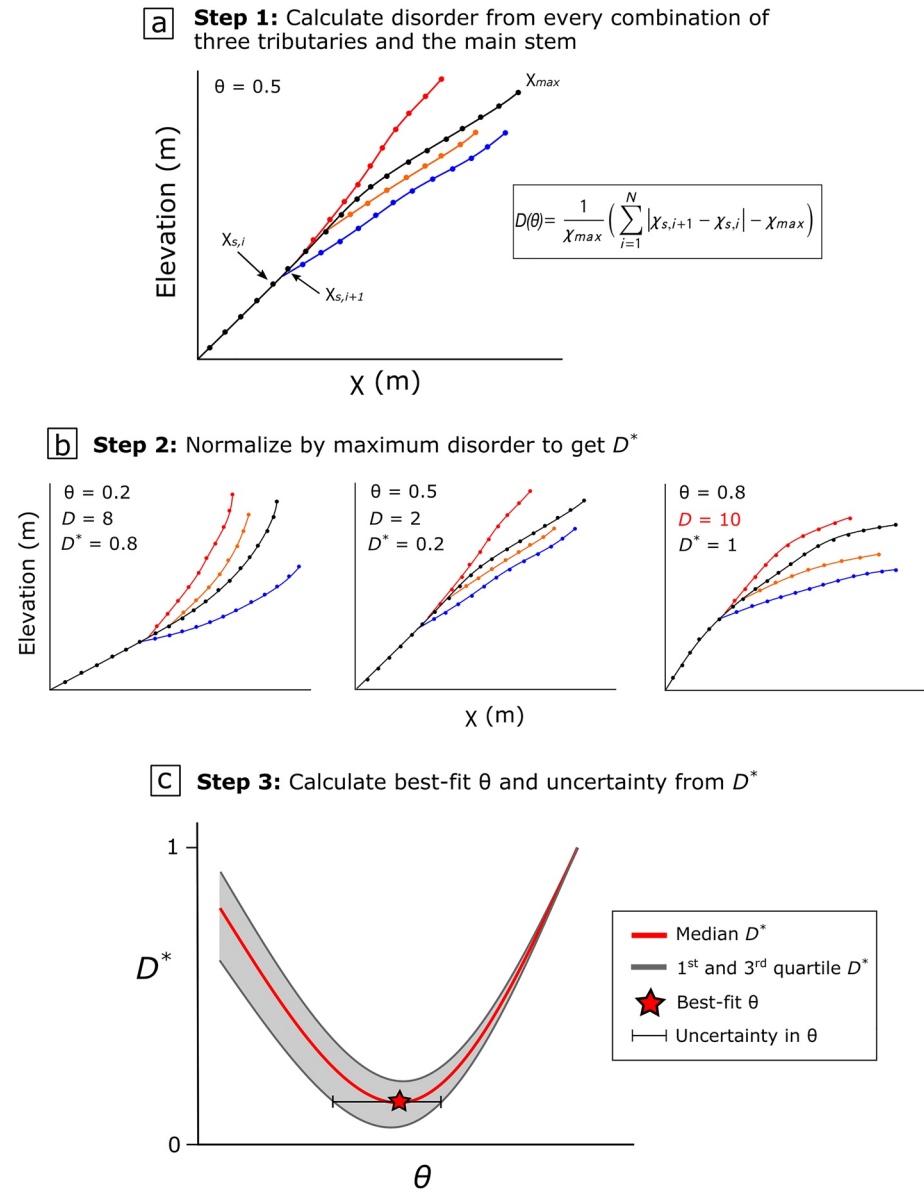 a Step 1: Calculate disorder from every combination of
three tributaries and the main stem
θ = 0.5
χmax
Elevation (m)
D(θ)= 1/χmax ( N∑i=1 |χs,i+1 − χs,i| − χmax )
χs,i
χs,i+1
χ (m)
b Step 2: Normalize by maximum disorder to get D*
θ = 0.2
D = 8
D* = 0.8
θ = 0.5
D = 2
D* = 0.2
θ = 0.8
D = 10
D* = 1
Elevation (m)
χ (m)
c Step 3: Calculate best-fit θ and uncertainty from D*
1
D*
0
θ
Median D*
1st and 3rd quartile D*
Best-fit θ
Uncertainty in θ